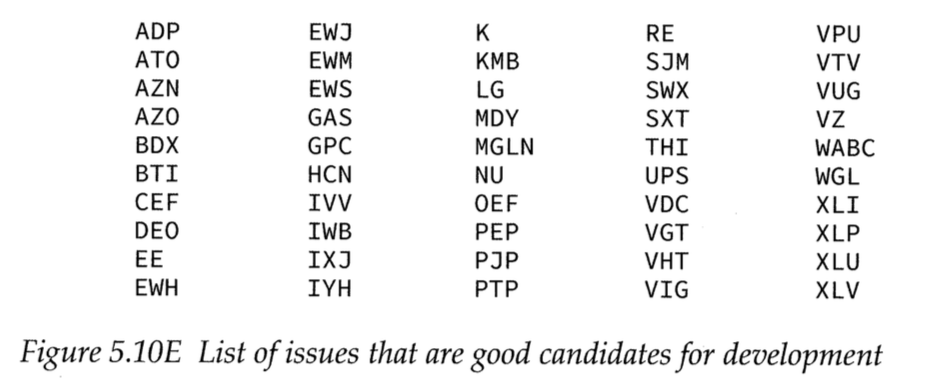 ADP EWJ K RE VPU
ATO EWM KMB SJM VTV
AZN EWS LG SWX VUG
AZO GAS MDY SXT VZ
BDX GPC MGLN THI WABC
BTI HCN NU UPS WGL
CEF IVV OEF VDC XLI
DEO IWB PEP VGT XLP
EE IXJ PJP VHT XLU
EWH IYH PTP VIG XLV
Figure 5.10E List of issues that are good candidates for development